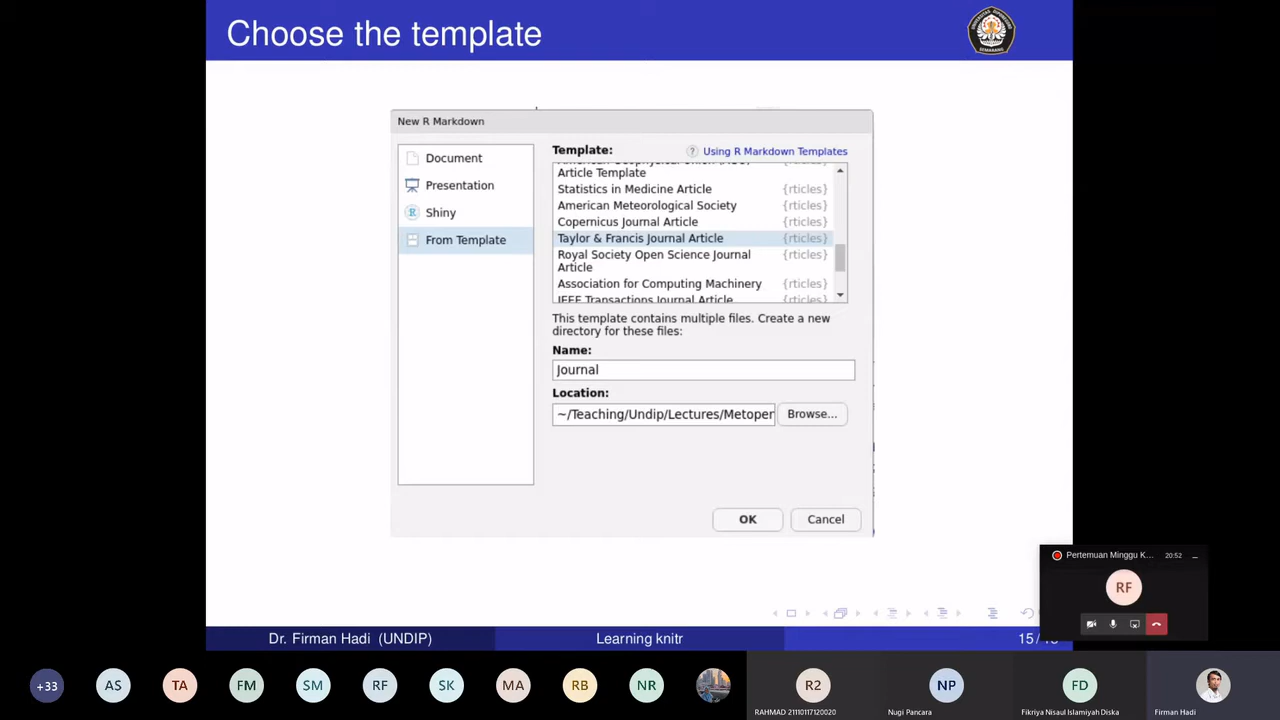 Choose the template
New R Markdown
Document
Presentation
Shiny
From Template
Template:
Using R Markdown Templates
Article Template
Statistics in Medicine Article {rticles}
American Meteorological Society {rticles}
Copernicus Journal Article {rticles}
Taylor & Francis Journal Article {rticles}
Royal Society Open Science Journal {rticles}
Article
Association for Computing Machinery {rticles}
IEEE Transactions Journal Article {rticles}
This template contains multiple files. Create a new
directory for these files:
Name:
Journal
Location:
~/Teaching/Undip/Lectures/Metoper
Browse...
OK
Cancel
Pertemuan Minggu K... 20:52
RF
Dr. Firman Hadi (UNDIP)
Learning knitr
15 /
+33
AS
TA
FM
SM
RF
SK
MA
RB
NR
R2
NP
FD
RAHMAD 21110117120020
Nugi Pancara
Fikriya Nisaul Islamiyah Diska
Firman Hadi